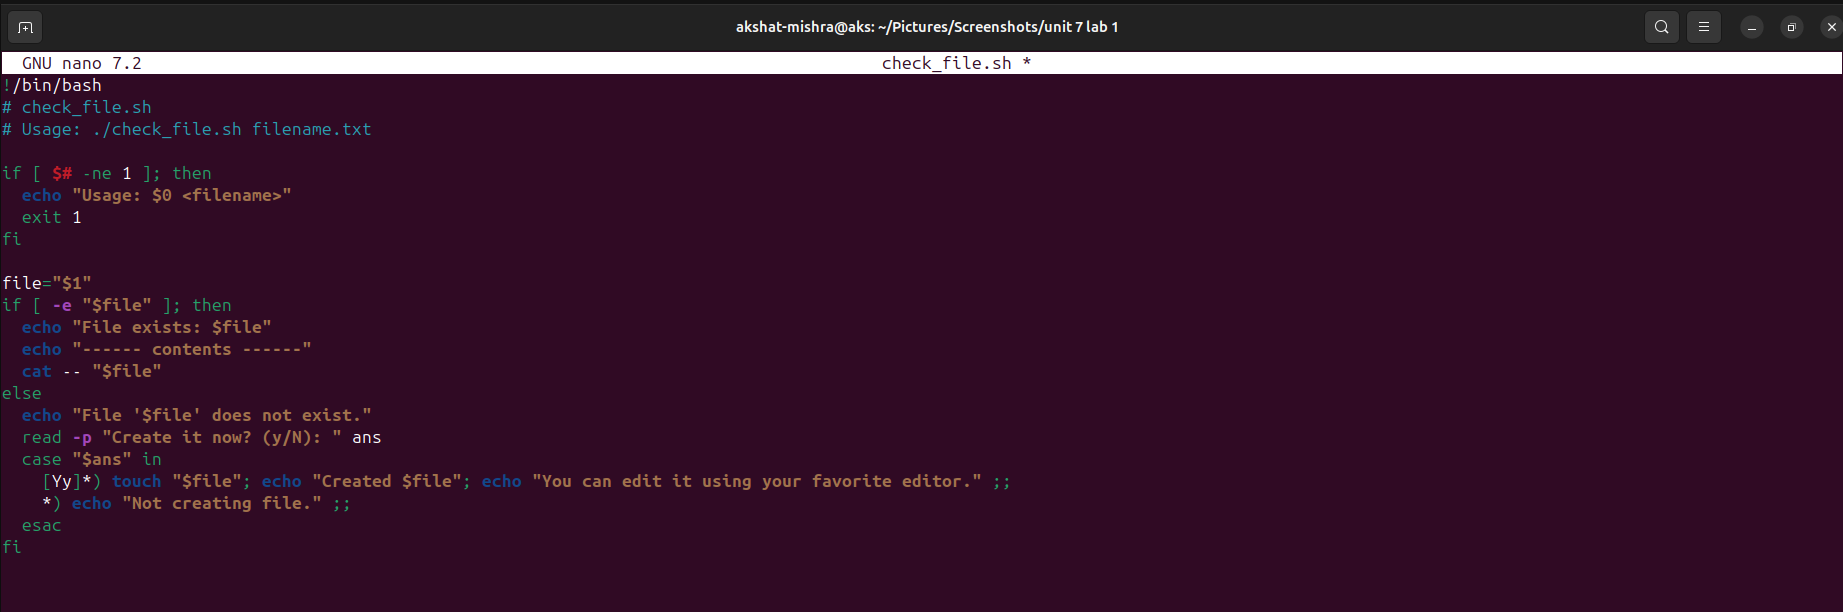 akshat-mishra@aks: ~/Pictures/Screenshots/unit 7 lab 1
GNU nano 7.2 check_file.sh *
!/bin/bash
# check_file.sh
# Usage: ./check_file.sh filename.txt
if [ $# -ne 1 ]; then
  echo "Usage: $0 <filename>"
  exit 1
fi
file="$1"
if [ -e "$file" ]; then
  echo "File exists: $file"
  echo "------ contents ------"
  cat -- "$file"
else
  echo "File '$file' does not exist."
  read -p "Create it now? (y/N): " ans
  case "$ans" in
    [Yy]*) touch "$file"; echo "Created $file"; echo "You can edit it using your favorite editor." ;;
    *) echo "Not creating file." ;;
  esac
fi